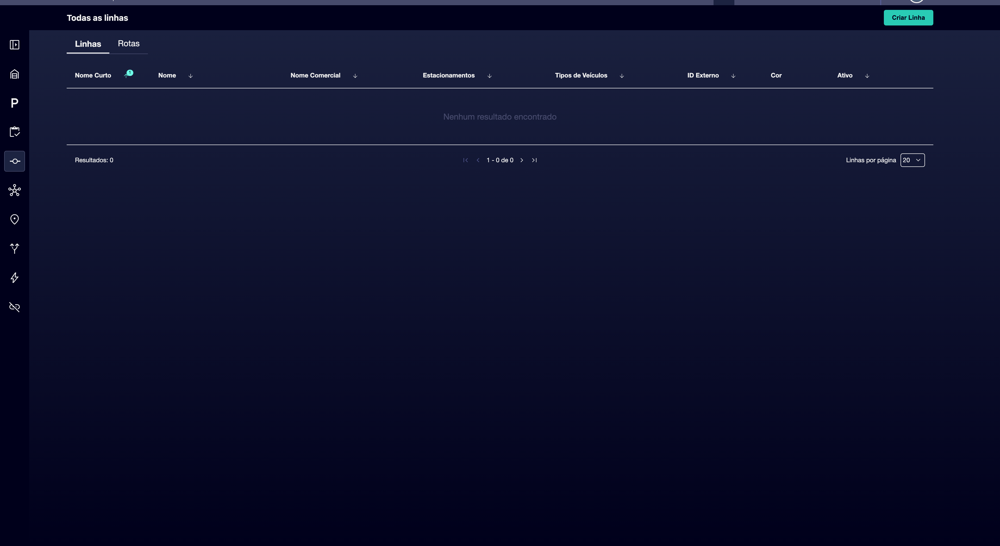 Todas as linhas
Criar Linha
Linhas Rotas
Nome Curto 1 Nome Nome Comercial Estacionamentos Tipos de Veículos ID Externo Cor Ativo
Nenhum resultado encontrado
Resultados: 0 1 - 0 de 0 Linhas por página 20
P